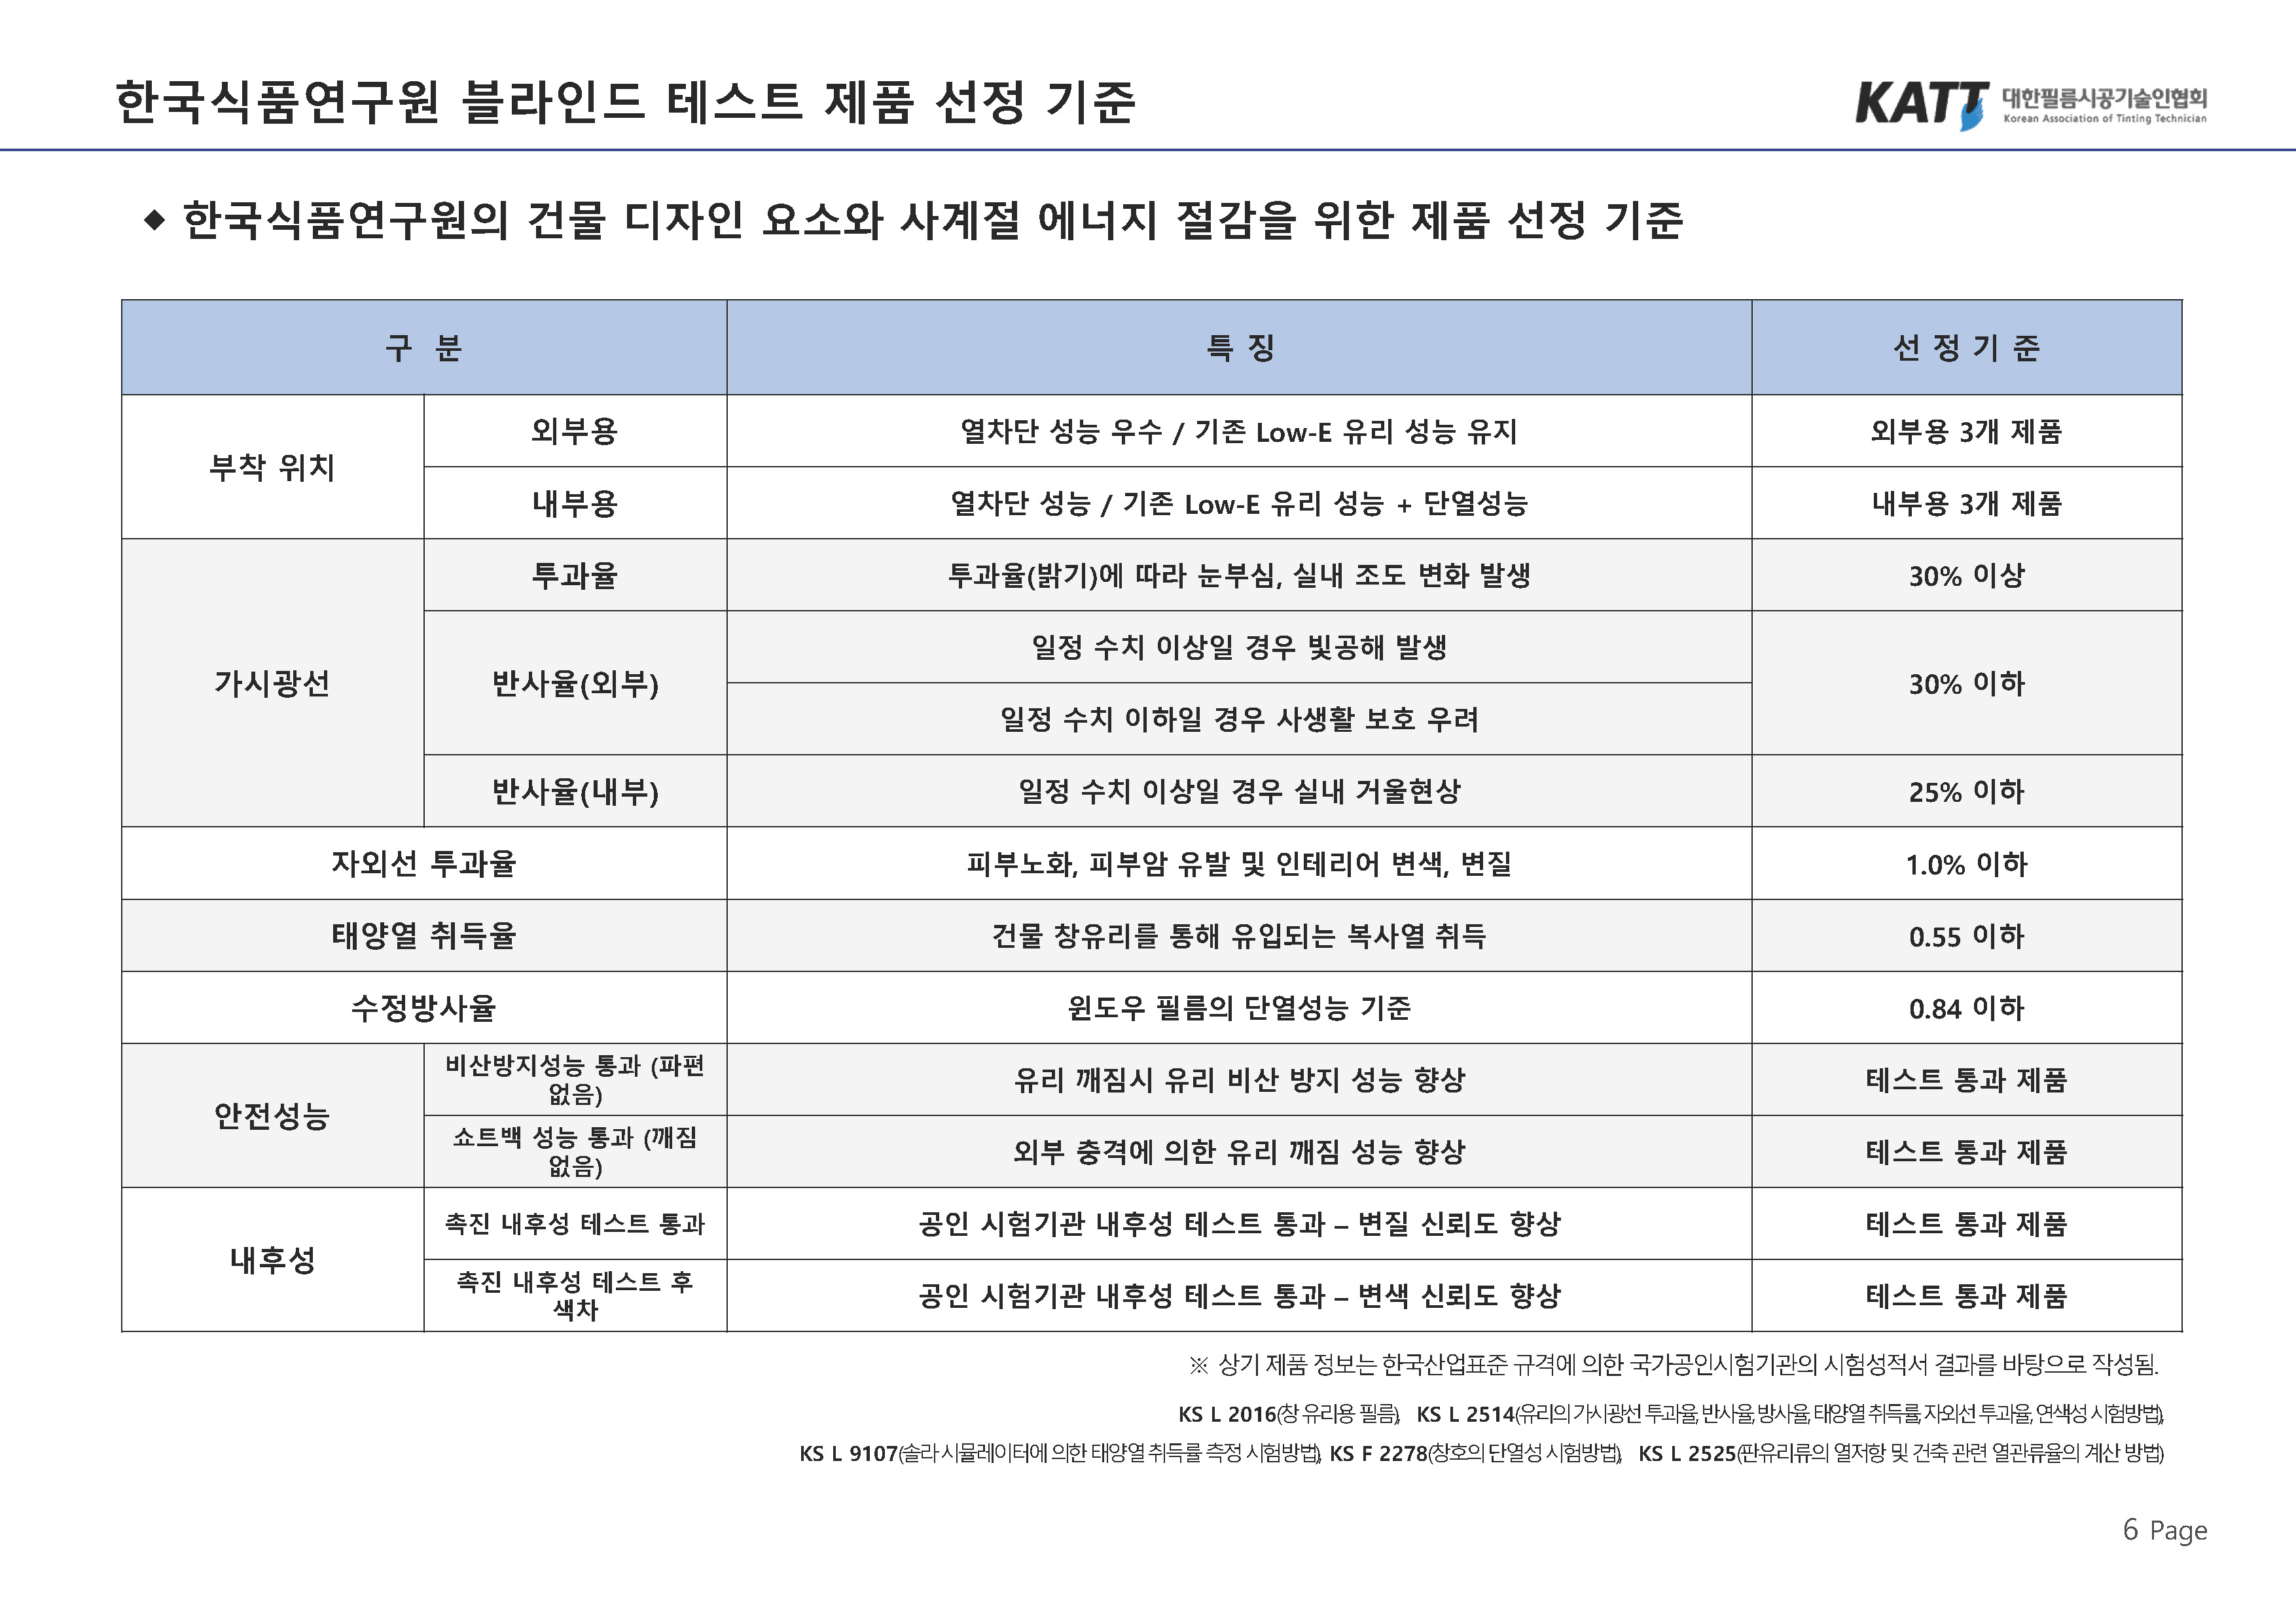 한국식품연구원 블라인드 테스트 제품 선정 기준
KATT 대한필름시공기술인협회
Korean Association of Tinting Technician
◆ 한국식품연구원의 건물 디자인 요소와 사계절 에너지 절감을 위한 제품 선정 기준
구 분 특 징 선 정 기 준
부착 위치
외부용 열차단 성능 우수 / 기존 Low-E 유리 성능 유지 외부용 3개 제품
내부용 열차단 성능 / 기존 Low-E 유리 성능 + 단열성능 내부용 3개 제품
가시광선
투과율 투과율(밝기)에 따라 눈부심, 실내 조도 변화 발생 30% 이상
반사율(외부) 일정 수치 이상일 경우 빛공해 발생 30% 이하
일정 수치 이하일 경우 사생활 보호 우려
반사율(내부) 일정 수치 이상일 경우 실내 거울현상 25% 이하
자외선 투과율 피부노화, 피부암 유발 및 인테리어 변색, 변질 1.0% 이하
태양열 취득율 건물 창유리를 통해 유입되는 복사열 취득 0.55 이하
수정방사율 윈도우 필름의 단열성능 기준 0.84 이하
안전성능
비산방지성능 통과 (파편
없음) 유리 깨짐시 유리 비산 방지 성능 향상 테스트 통과 제품
쇼트백 성능 통과 (깨짐
없음) 외부 충격에 의한 유리 깨짐 성능 향상 테스트 통과 제품
내후성
촉진 내후성 테스트 통과 공인 시험기관 내후성 테스트 통과 – 변질 신뢰도 향상 테스트 통과 제품
촉진 내후성 테스트 후
색차 공인 시험기관 내후성 테스트 통과 – 변색 신뢰도 향상 테스트 통과 제품
※ 상기 제품 정보는 한국산업표준 규격에 의한 국가공인시험기관의 시험성적서 결과를 바탕으로 작성됨.
KS L 2016(창 유리용 필름), KS L 2514(유리의 가시광선 투과율, 반사율, 방사율, 태양열 취득률, 자외선 투과율, 연색성 시험방법),
KS L 9107(솔라 시뮬레이터에 의한 태양열 취득률 측정 시험방법), KS F 2278(창호의 단열성 시험방법), KS L 2525(판유리류의 열저항 및 건축 관련 열관류율의 계산 방법)
6 Page